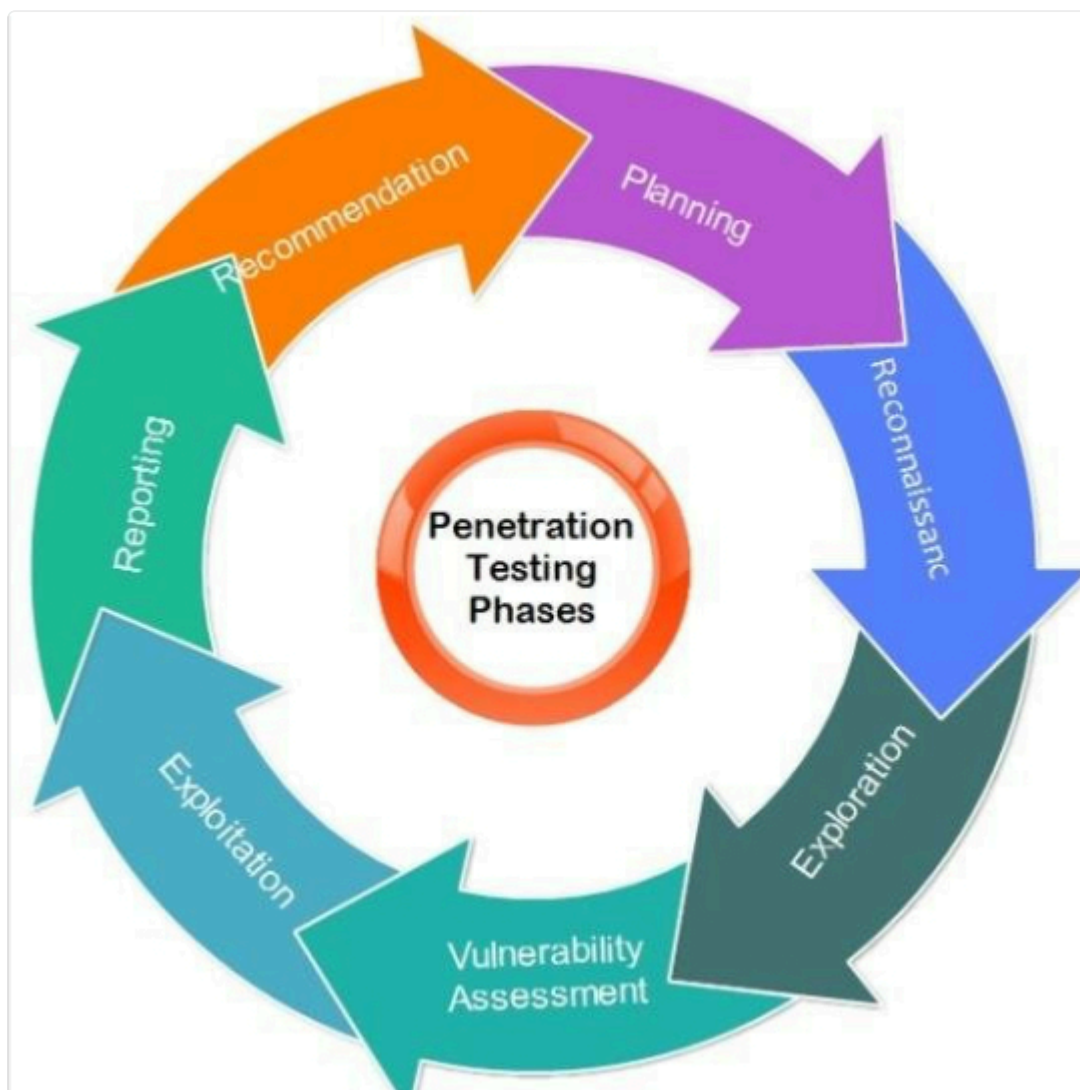 Penetration
Testing
Phases
Planning
Reconnaissanc
Exploration
Vulnerability
Assessment
Exploitation
Reporting
Recommendation